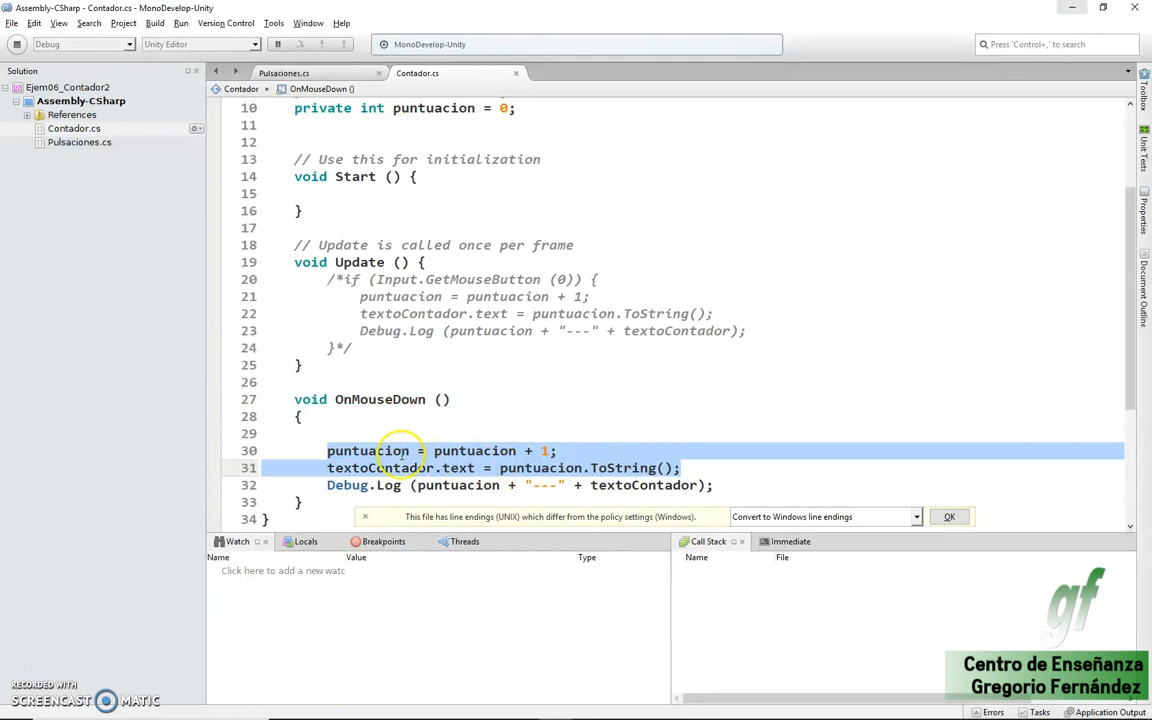 Assembly-CSharp - Contador.cs - MonoDevelop-Unity
File Edit View Search Project Build Run Version Control Tools Window Help
Debug Unity Editor MonoDevelop-Unity Press 'Control+,' to search
Solution
Pulsaciones.cs Contador.cs
Ejem06_Contador2
Assembly-CSharp
References
Contador.cs
Pulsaciones.cs
Contador OnMouseDown ()
10 private int puntuacion = 0;
11
12
13 // Use this for initialization
14 void Start () {
15
16 }
17
18 // Update is called once per frame
19 void Update () {
20 /*if (Input.GetMouseButton (0)) {
21 puntuacion = puntuacion + 1;
22 textoContador.text = puntuacion.ToString();
23 Debug.Log (puntuacion + "---" + textoContador);
24 }*/
25 }
26
27 void OnMouseDown ()
28 {
29
30 puntuacion = puntuacion + 1;
31 textoContador.text = puntuacion.ToString();
32 Debug.Log (puntuacion + "---" + textoContador);
33 }
34 }
This file has line endings (UNIX) which differ from the policy settings (Windows). Convert to Windows line endings OK
Toolbox
Unit Tests
Properties
Document Outline
Watch Locals Breakpoints Threads
Name Value Type
Click here to add a new watc
Call Stack Immediate
Name File
gf
Centro de Enseñanza
Gregorio Fernández
RECORDED WITH
SCREENCAST MATIC
Errors Tasks Application Output